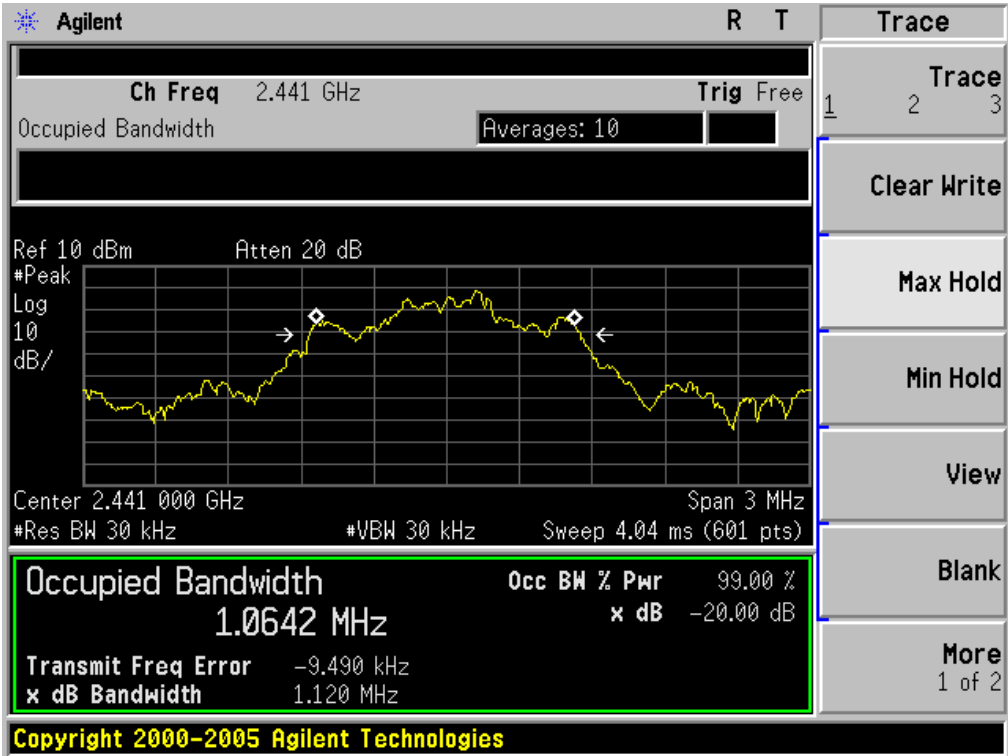 Agilent R T Trace
Ch Freq 2.441 GHz Trig Free
Occupied Bandwidth Averages: 10
Trace
1 2 3
Clear Write
Ref 10 dBm Atten 20 dB
#Peak
Log
10
dB/
Max Hold
Min Hold
View
Center 2.441 000 GHz Span 3 MHz
#Res BW 30 kHz #VBW 30 kHz Sweep 4.04 ms (601 pts)
Occupied Bandwidth Occ BW % Pwr 99.00 %
1.0642 MHz x dB -20.00 dB
Transmit Freq Error -9.490 kHz
x dB Bandwidth 1.120 MHz
Blank
More
1 of 2
Copyright 2000-2005 Agilent Technologies